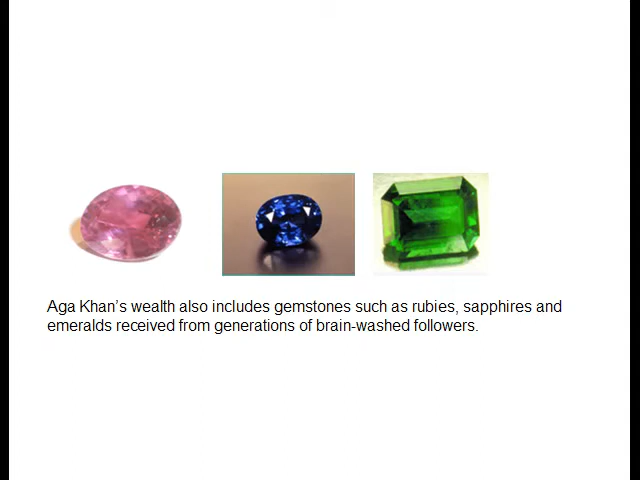 Aga Khan’s wealth also includes gemstones such as rubies, sapphires and
emeralds received from generations of brain-washed followers.